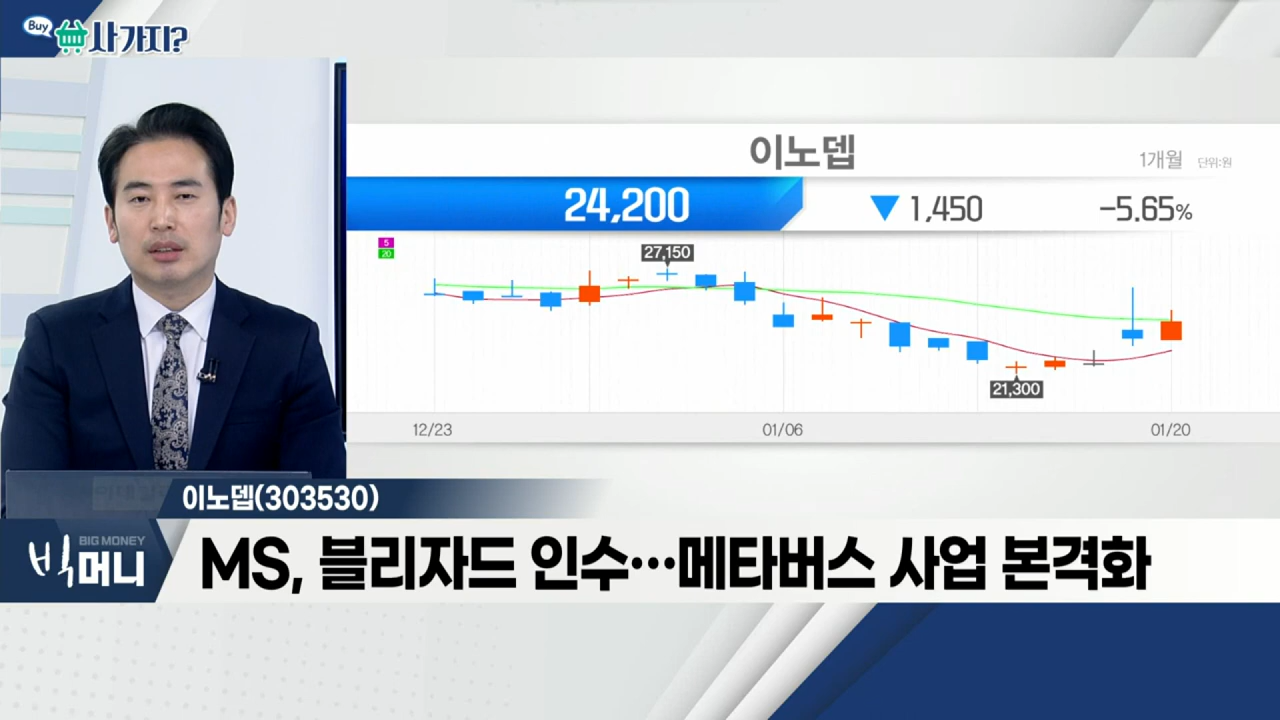 Buy 사가지?
이노뎁
1개월 단위:원
24,200 ▼ 1,450 -5.65%
5
20
27,150
21,300
12/23 01/06 01/20
이노뎁(303530)
BIG MONEY
빅머니
MS, 블리자드 인수…메타버스 사업 본격화